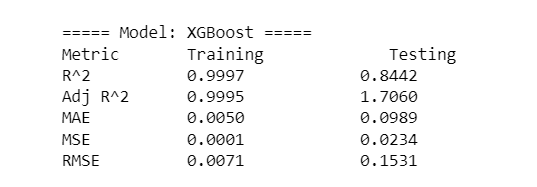 ===== Model: XGBoost =====
Metric Training Testing
R^2 0.9997 0.8442
Adj R^2 0.9995 1.7060
MAE 0.0050 0.0989
MSE 0.0001 0.0234
RMSE 0.0071 0.1531